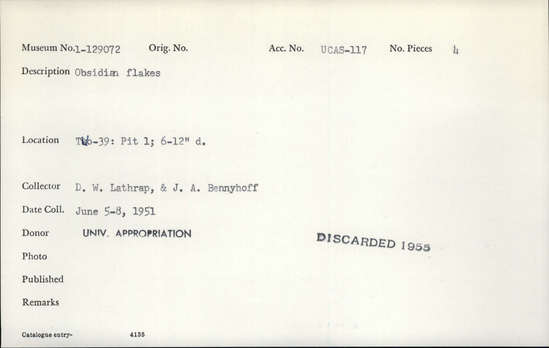 Museum No. 1-129072 Orig. No. Acc. No. UCAS-117 No. Pieces 4
Description Obsidian flakes
Location -39: Pit 1; 6-12" d.
Collector D. W. Lathrap, & J. A. Bennyhoff
Date Coll. June 5-8, 1951
Donor UNIV. APPROPRIATION
DISCARDED 1955
Photo
Published
Remarks
Catalogue entry- 4135